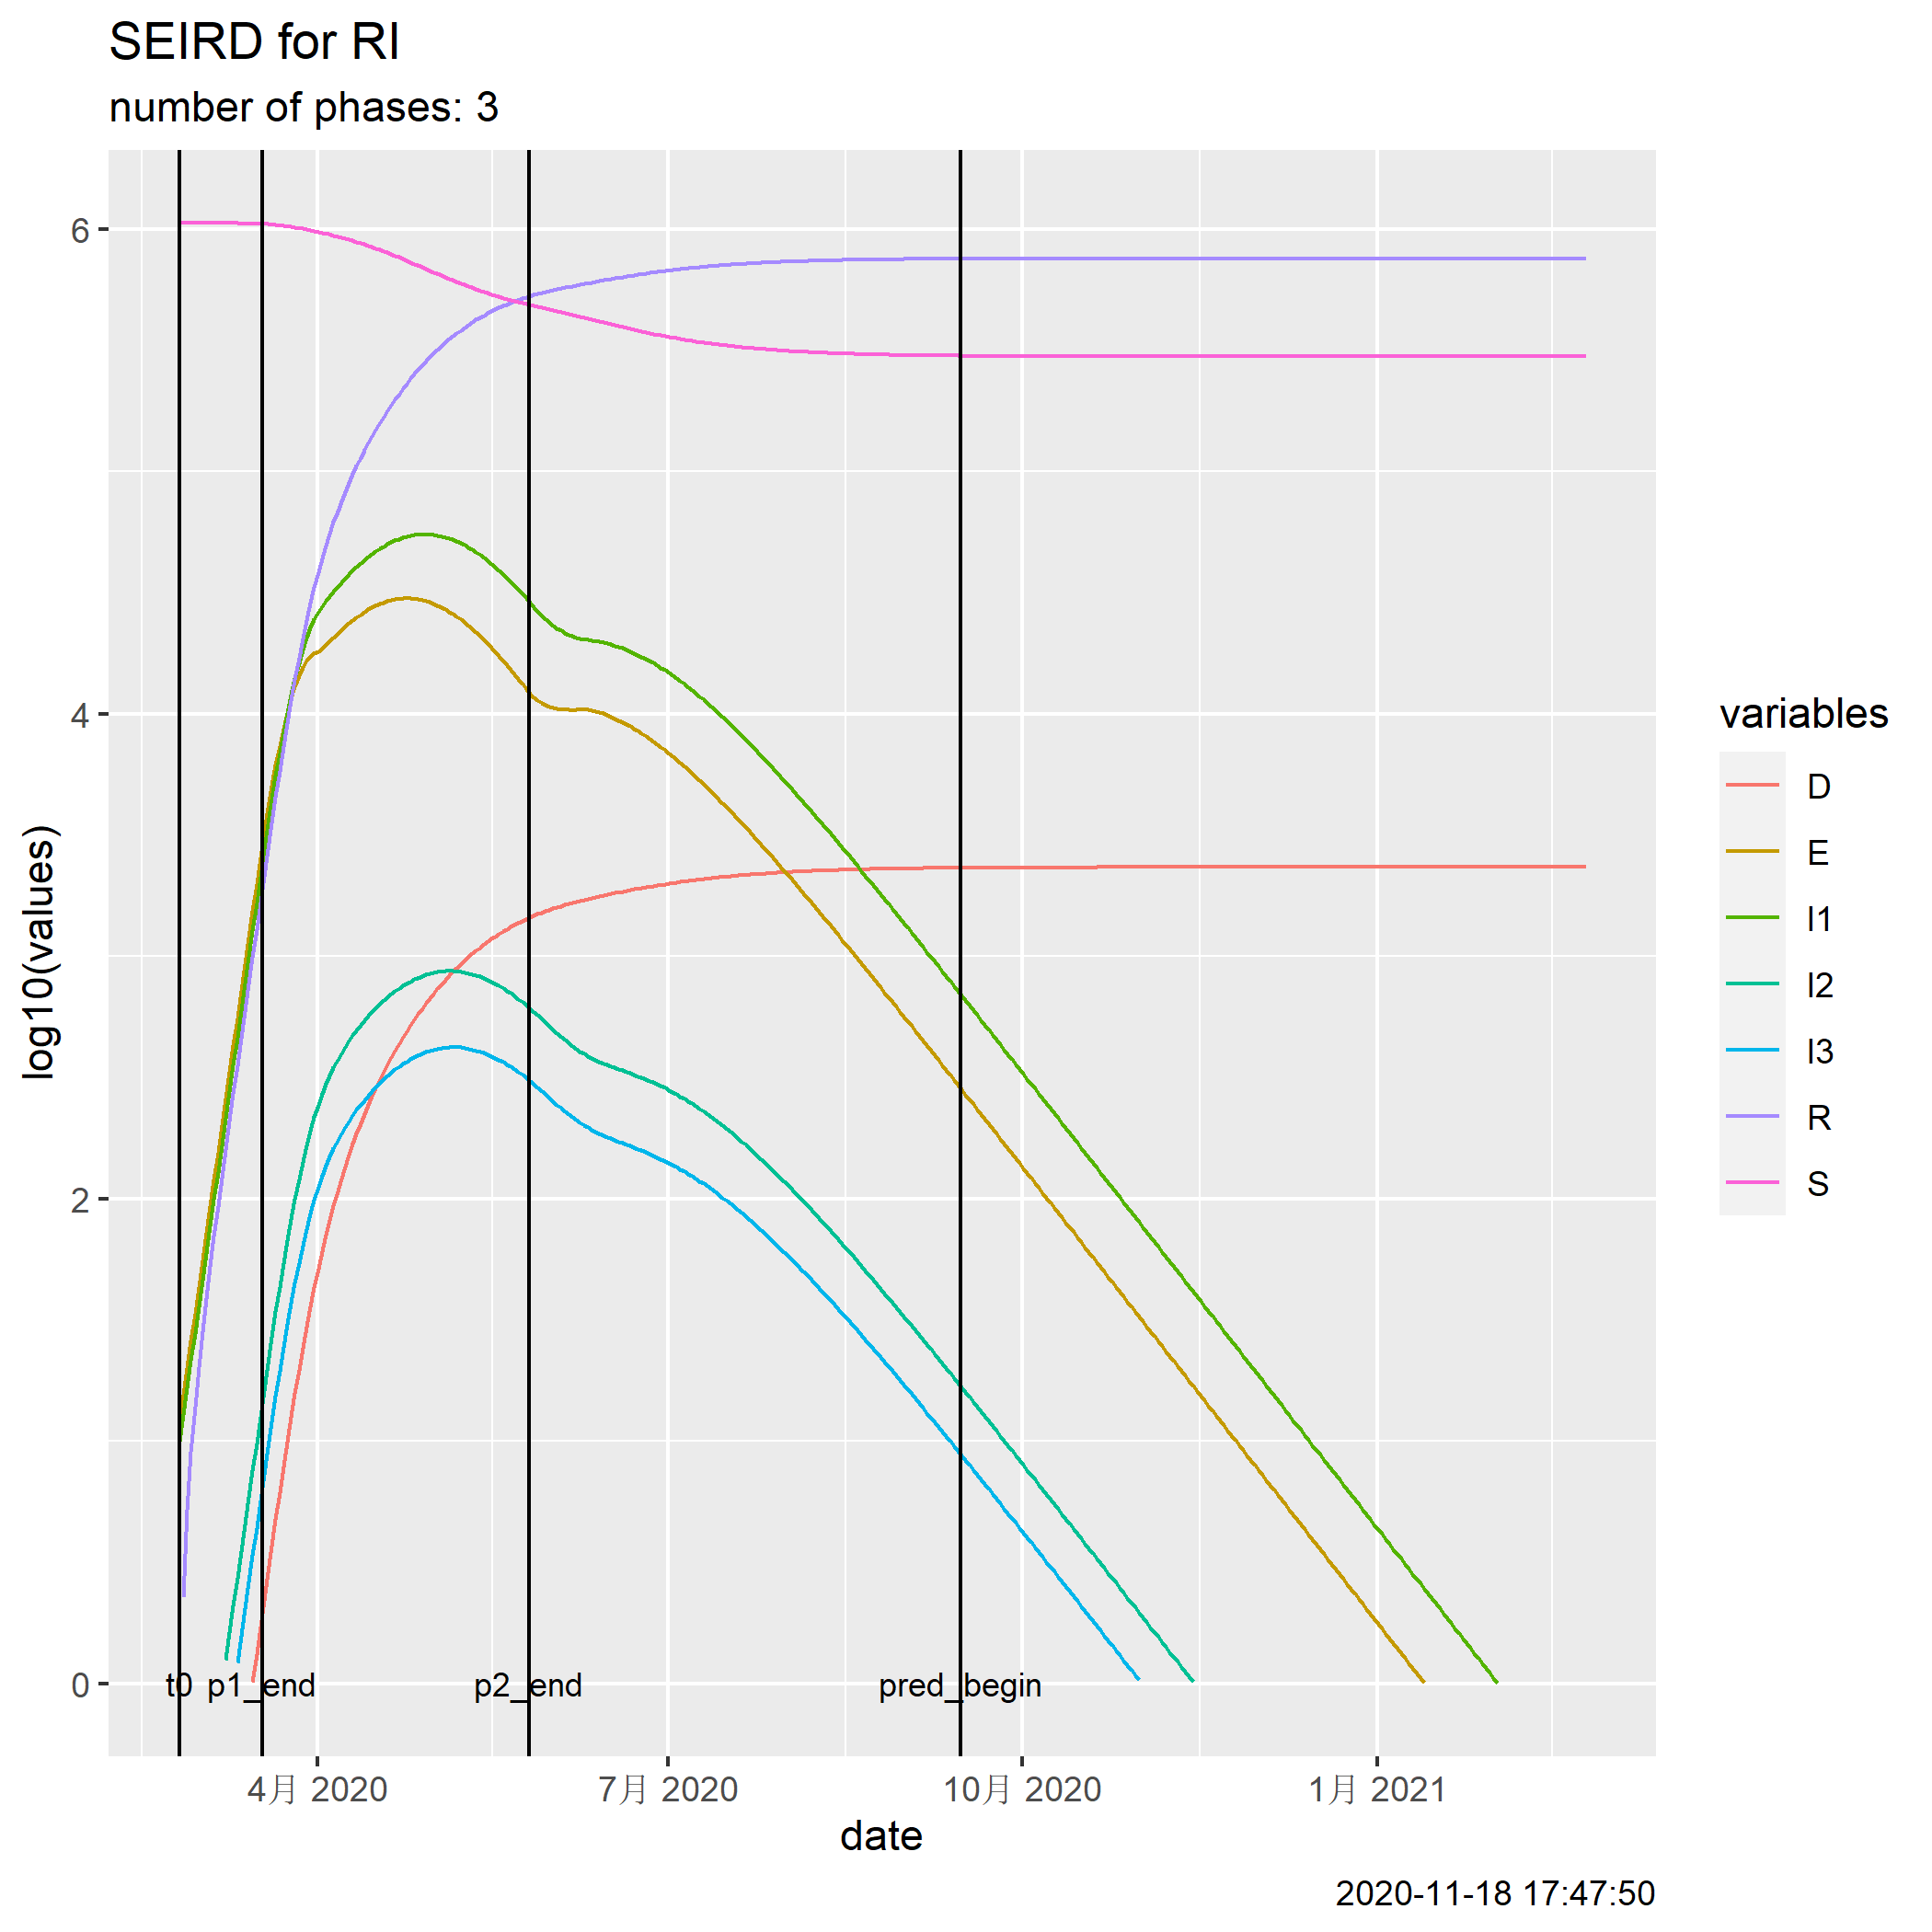 SEIRD for RI
number of phases: 3
log10(values)
6
4
2
0
t0 p1_end p2_end pred_begin
4月 2020 7月 2020 10月 2020 1月 2021
date
variables
D
E
I1
I2
I3
R
S
2020-11-18 17:47:50